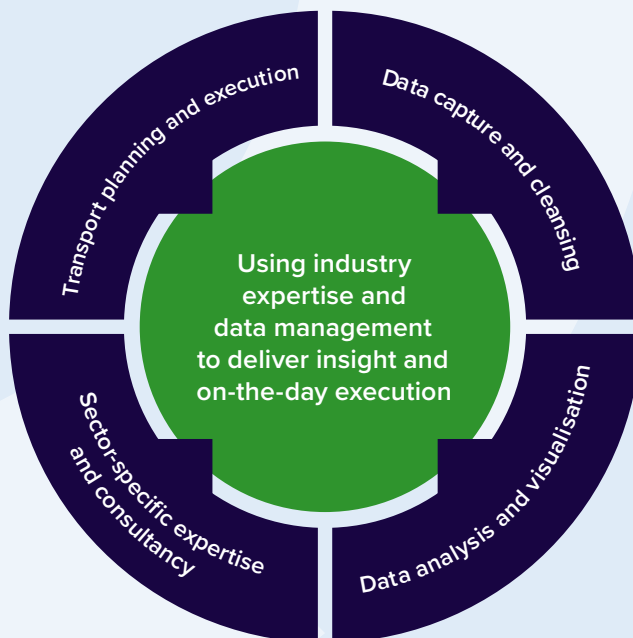 Transport planning and execution
Data capture and cleansing
Using industry
expertise and
data management
to deliver insight and
on-the-day execution
Sector-specific expertise
and consultancy
Data analysis and visualisation